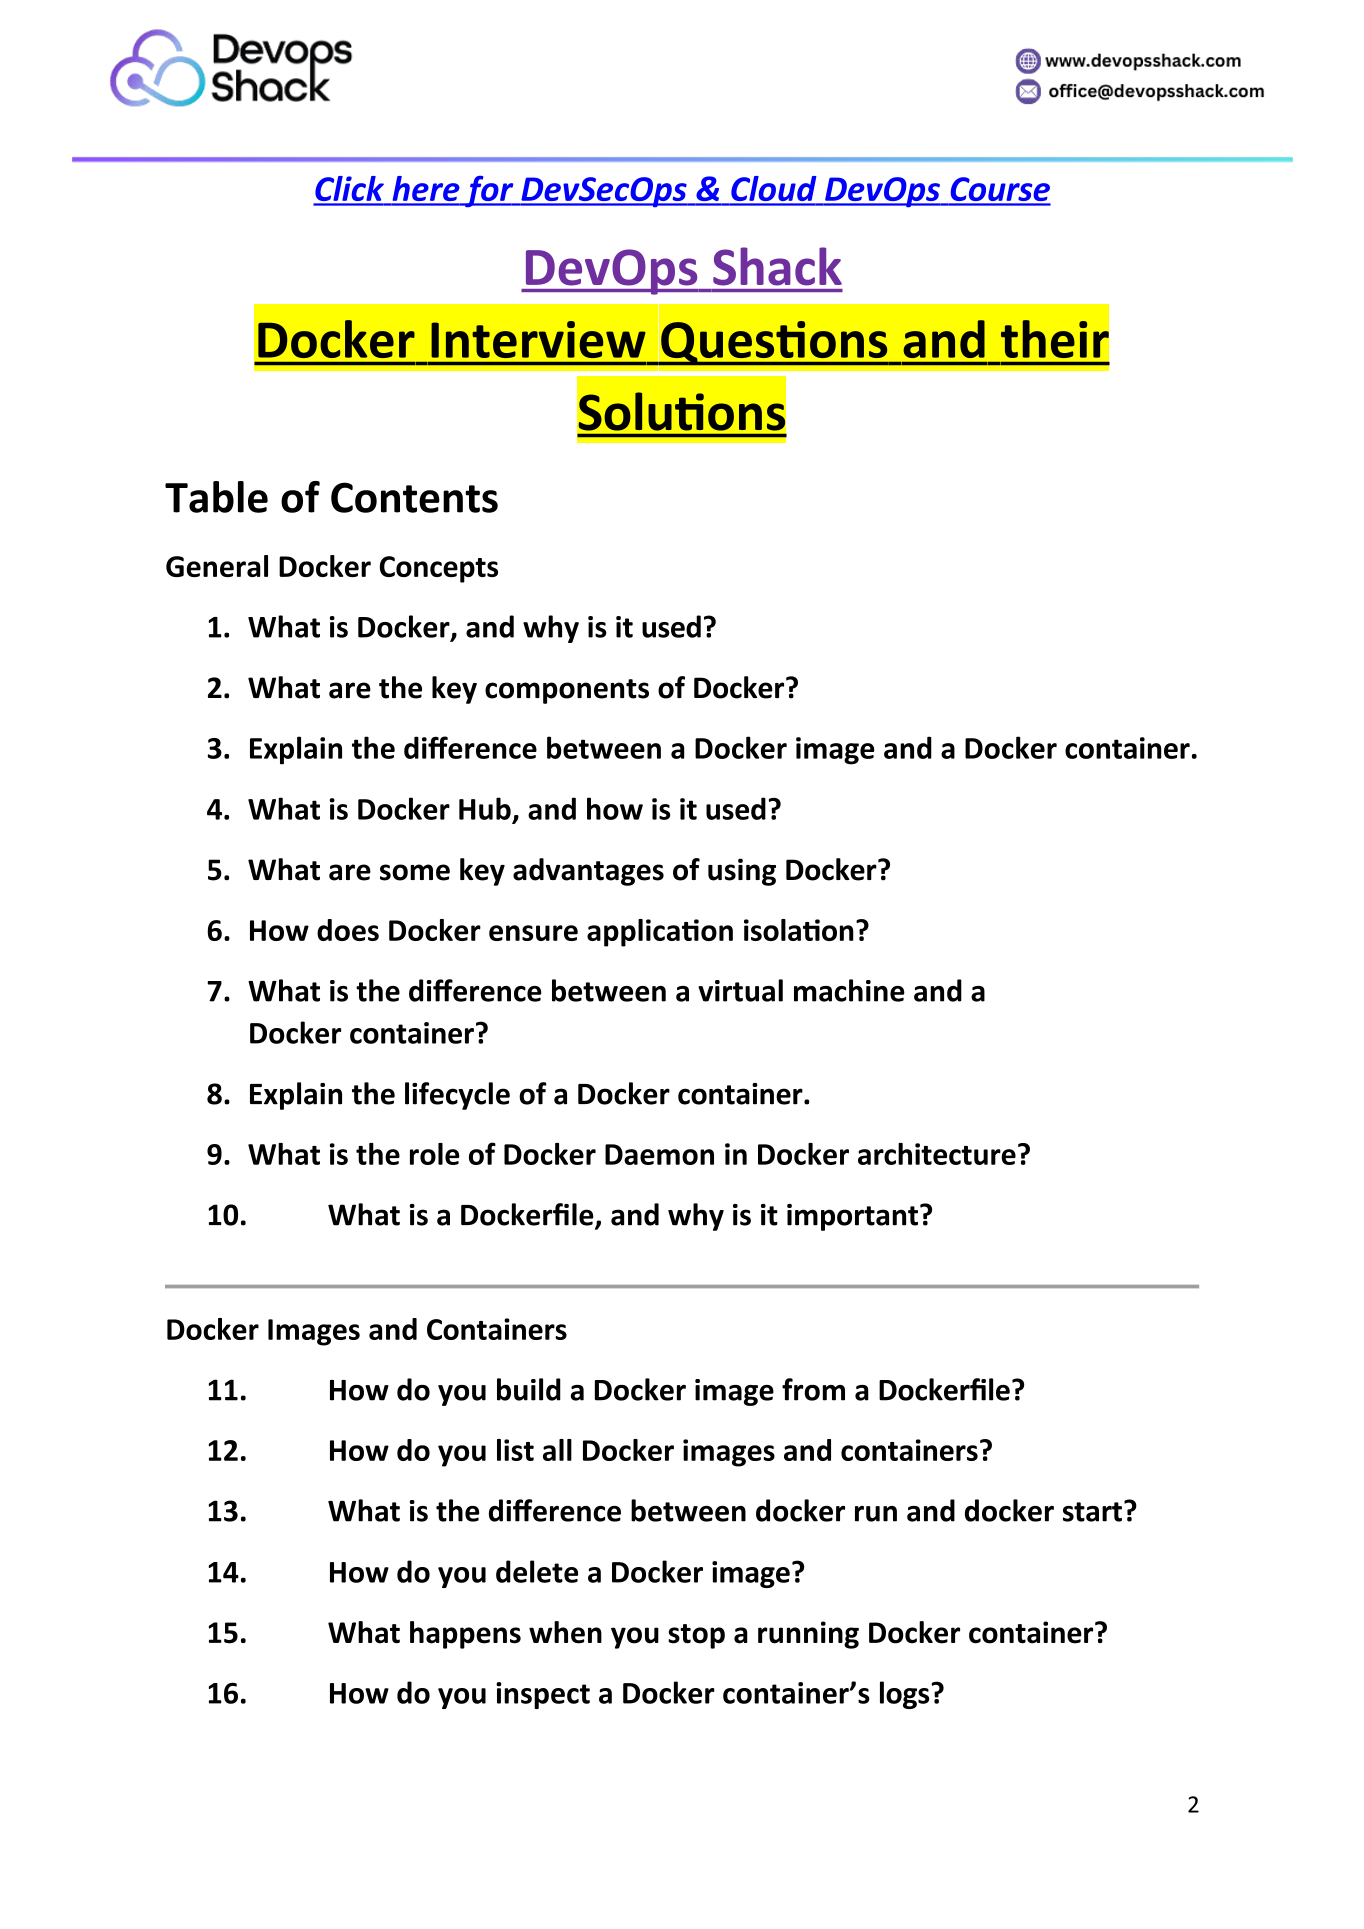 Devops
Shack
www.devopsshack.com
office@devopsshack.com
Click here for DevSecOps & Cloud DevOps Course
DevOps Shack
Docker Interview Questions and their
Solutions
Table of Contents
General Docker Concepts
1. What is Docker, and why is it used?
2. What are the key components of Docker?
3. Explain the difference between a Docker image and a Docker container.
4. What is Docker Hub, and how is it used?
5. What are some key advantages of using Docker?
6. How does Docker ensure application isolation?
7. What is the difference between a virtual machine and a
Docker container?
8. Explain the lifecycle of a Docker container.
9. What is the role of Docker Daemon in Docker architecture?
10. What is a Dockerfile, and why is it important?
Docker Images and Containers
11. How do you build a Docker image from a Dockerfile?
12. How do you list all Docker images and containers?
13. What is the difference between docker run and docker start?
14. How do you delete a Docker image?
15. What happens when you stop a running Docker container?
16. How do you inspect a Docker container’s logs?
2